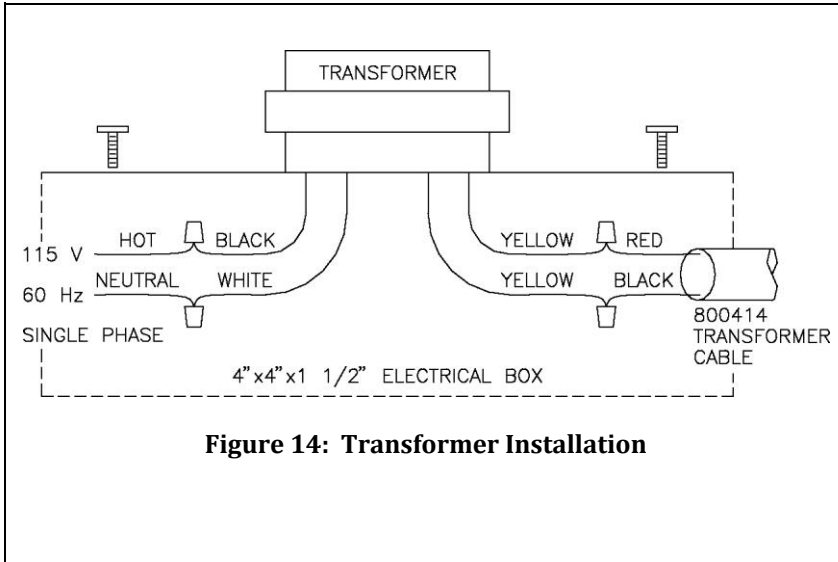 TRANSFORMER
HOT BLACK
YELLOW RED
115 V
NEUTRAL WHITE
YELLOW BLACK
60 Hz
SINGLE PHASE
800414
TRANSFORMER
CABLE
4"x4"x1 1/2" ELECTRICAL BOX
Figure 14: Transformer Installation